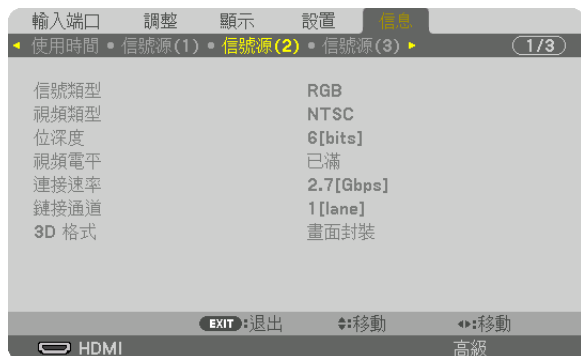 輸入端口 調整 顯示 設置 信息
◂ 使用時間 • 信號源(1) • 信號源(2) • 信號源(3) ▸ 1/3
信號類型 RGB
視頻類型 NTSC
位深度 6[bits]
視頻電平 已滿
連接速率 2.7[Gbps]
鏈接通道 1[lane]
3D 格式 畫面封裝
EXIT:退出 ◆:移動 ◂▸:移動
HDMI 高級